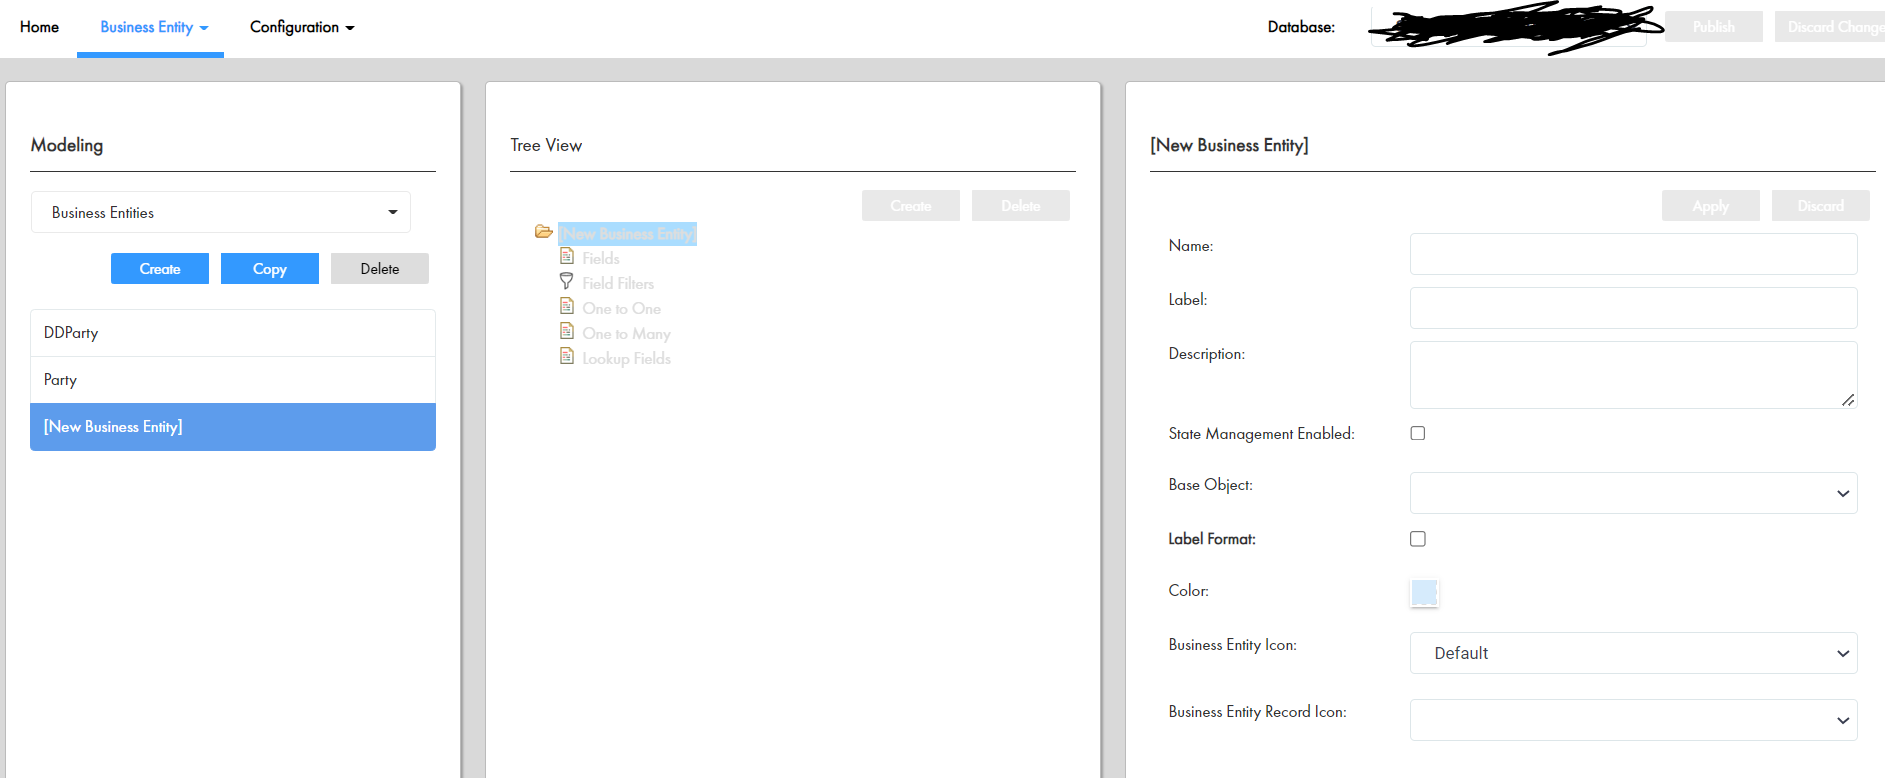 Home Business Entity Configuration Database: Publish Discard Change
Modeling
Business Entities
Create Copy Delete
DDParty
Party
[New Business Entity]
Tree View
Create Delete
[New Business Entity]
Fields
Field Filters
One to One
One to Many
Lookup Fields
[New Business Entity]
Apply Discard
Name:
Label:
Description:
State Management Enabled:
Base Object:
Label Format:
Color:
Business Entity Icon: Default
Business Entity Record Icon: